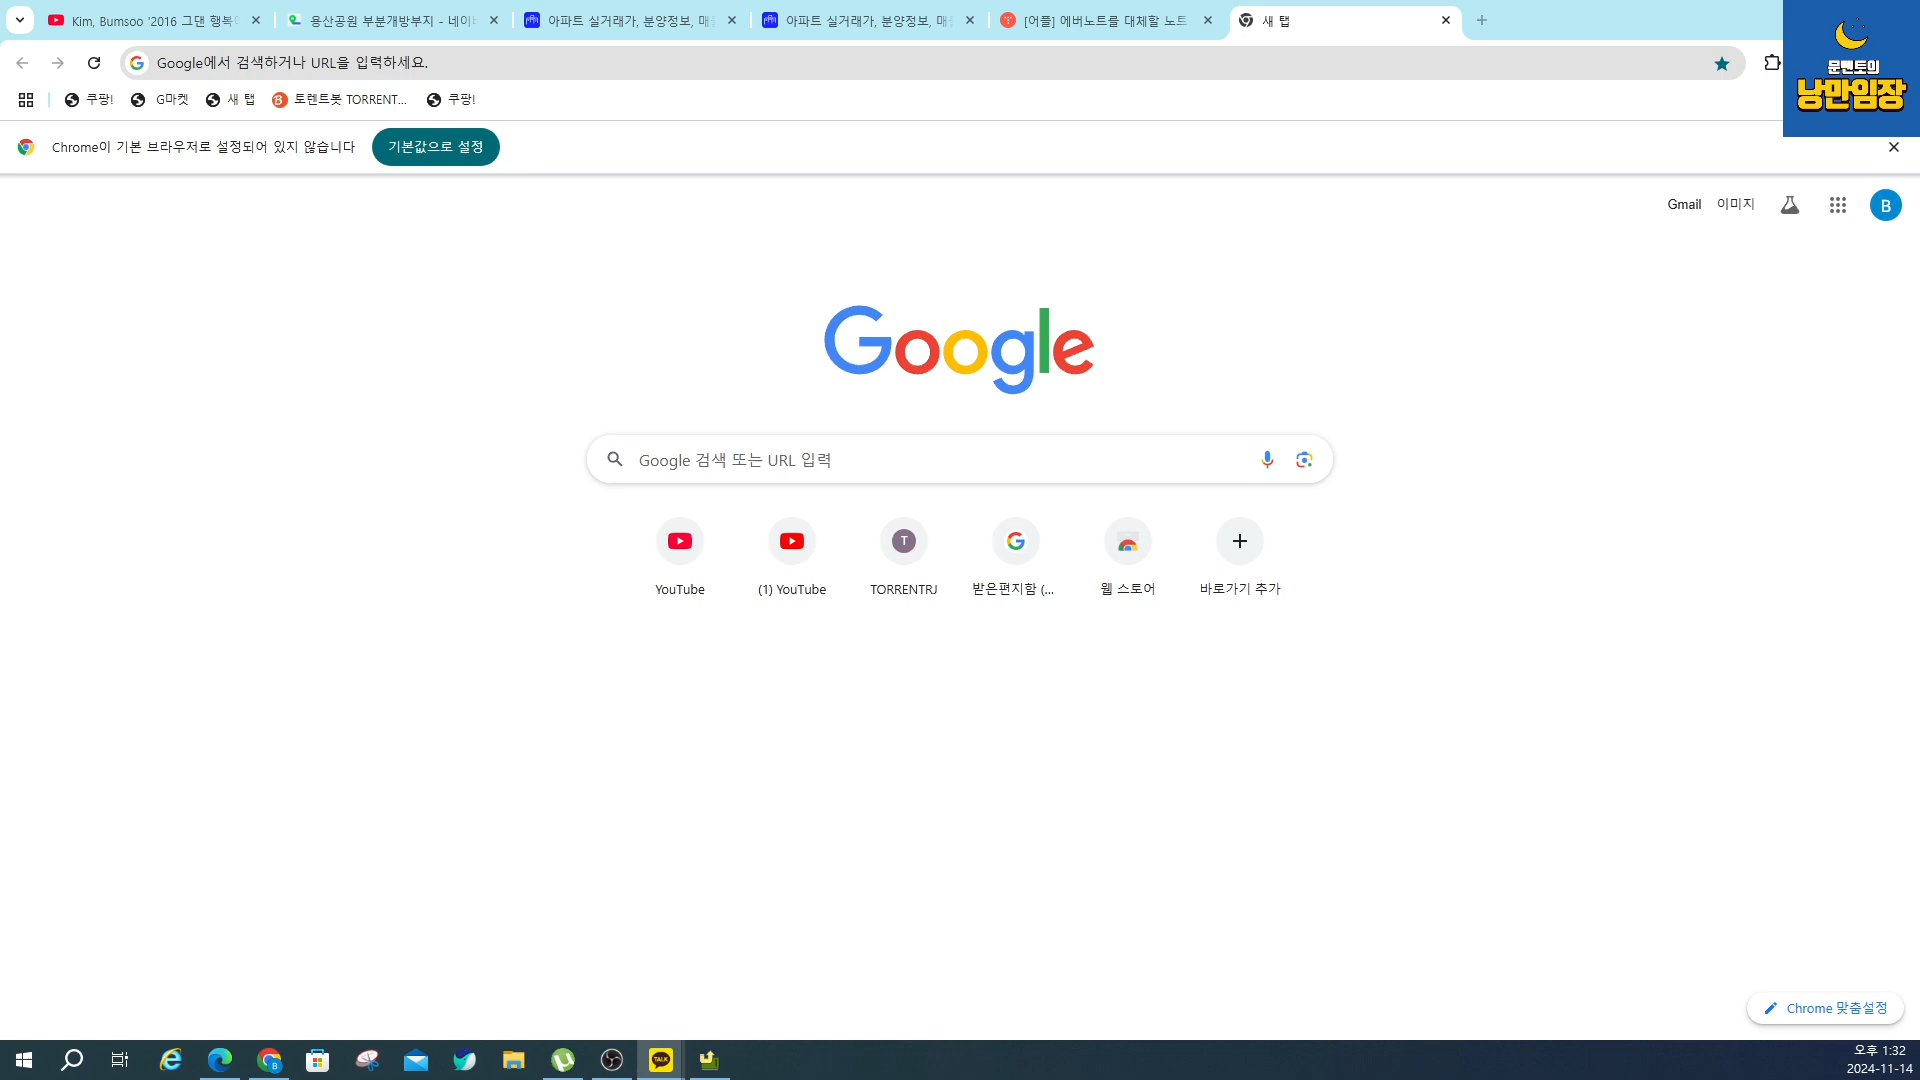 Kim, Bumsoo '2016 그댄 행복이
용산공원 부분개방부지 - 네이버
아파트 실거래가, 분양정보, 매물
아파트 실거래가, 분양정보, 매물
[어플] 에버노트를 대체할 노트
새 탭
문멘토의
낭만임장
Google에서 검색하거나 URL을 입력하세요.
쿠팡!
G마켓
새 탭
토렌트봇 TORRENT...
쿠팡!
Chrome이 기본 브라우저로 설정되어 있지 않습니다
기본값으로 설정
Gmail
이미지
B
Google
Google 검색 또는 URL 입력
T
YouTube
(1) YouTube
TORRENTRJ
받은편지함 (...
웹 스토어
바로가기 추가
Chrome 맞춤설정
B
TALK
오후 1:32
2024-11-14